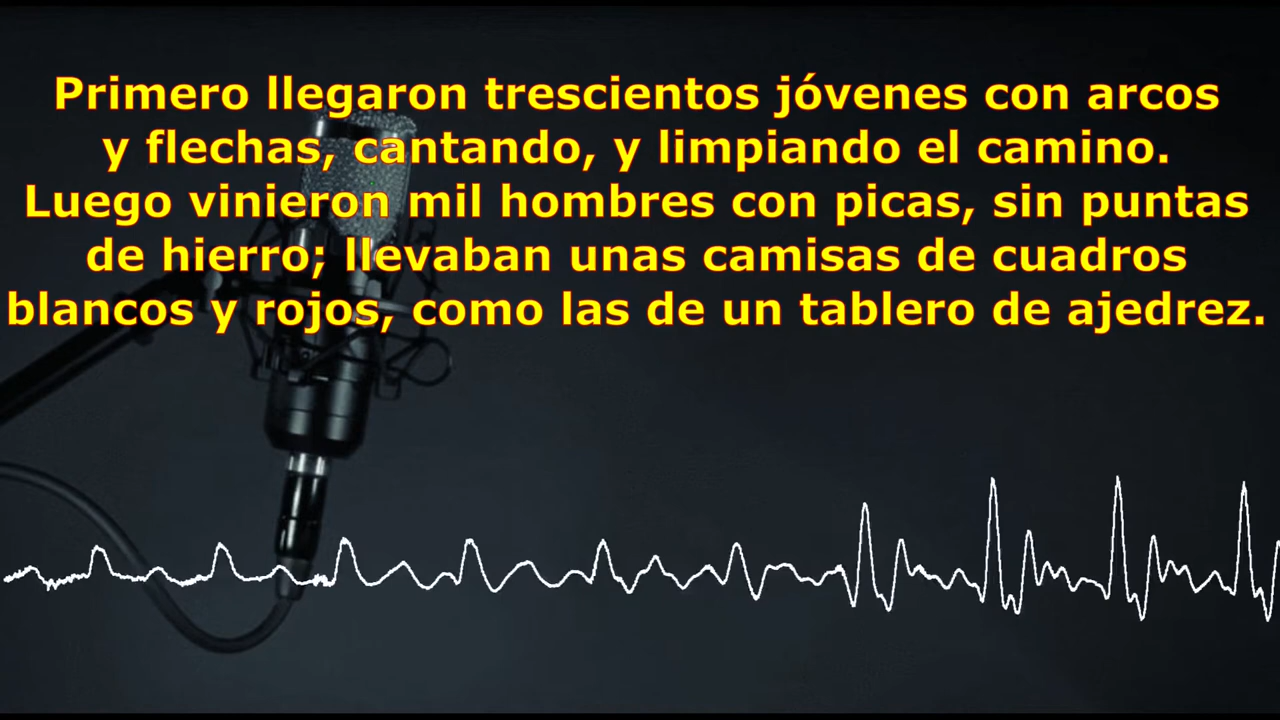 Primero llegaron trescientos jóvenes con arcos
y flechas, cantando, y limpiando el camino.
Luego vinieron mil hombres con picas, sin puntas
de hierro; llevaban unas camisas de cuadros
blancos y rojos, como las de un tablero de ajedrez.